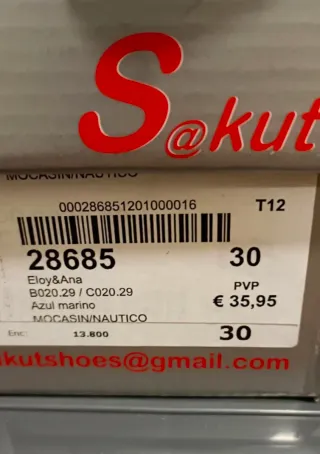 S@kut
MOCASIN/NAUTICO
000286851201000016 T12
28685 30
Eloy&Ana PVP
B020.29 / C020.29 € 35,95
Azul marino
MOCASIN/NAUTICO
Enc: 13.800 30
kutshoes@gmail.com